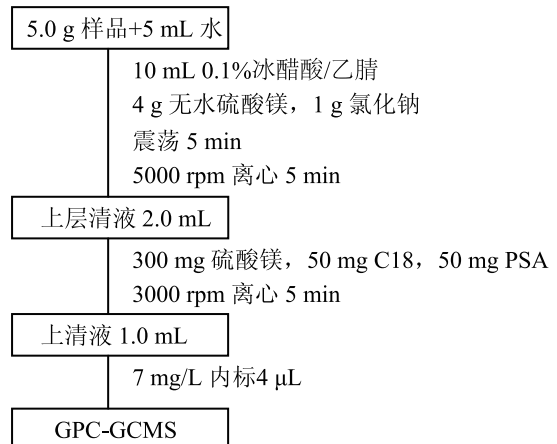 5.0 g 样品+5 mL 水
10 mL 0.1%冰醋酸/乙腈
4 g 无水硫酸镁，1 g 氯化钠
震荡 5 min
5000 rpm 离心 5 min
上层清液 2.0 mL
300 mg 硫酸镁，50 mg C18，50 mg PSA
3000 rpm 离心 5 min
上清液 1.0 mL
7 mg/L 内标4 μL
GPC-GCMS